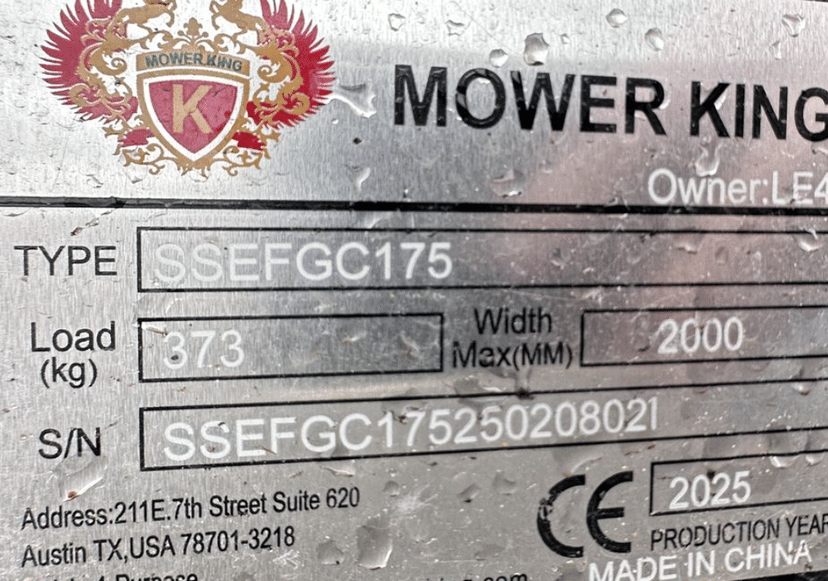 MOWER KING
K
MOWER KING
Owner:LE4
TYPE SSEFGC175
Load (kg) 373 Width Max(MM) 2000
S/N SSEFGC175250208021
Address:211E.7th Street Suite 620
Austin TX,USA 78701-3218
CE 2025
PRODUCTION YEAR
MADE IN CHINA